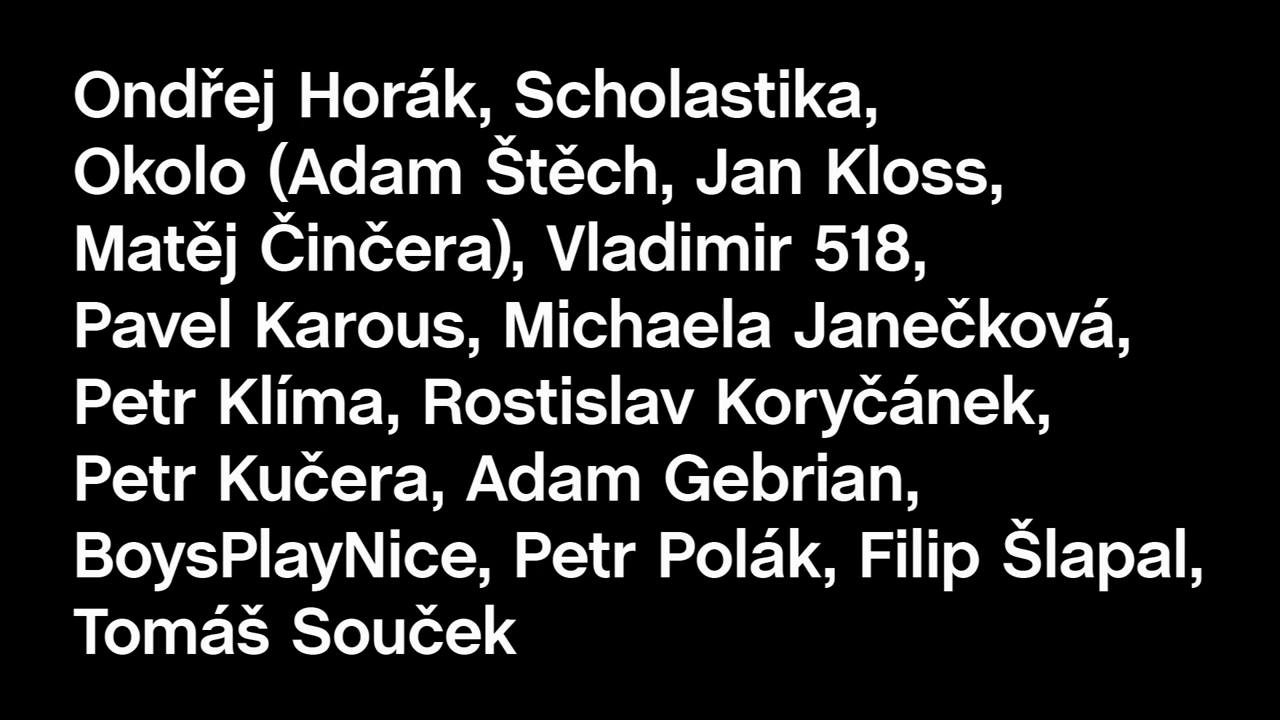 Ondřej Horák, Scholastika,
Okolo (Adam Štěch, Jan Kloss,
Matěj Činčera), Vladimir 518,
Pavel Karous, Michaela Janečková,
Petr Klíma, Rostislav Koryčánek,
Petr Kučera, Adam Gebrian,
BoysPlayNice, Petr Polák, Filip Šlapal,
Tomáš Souček